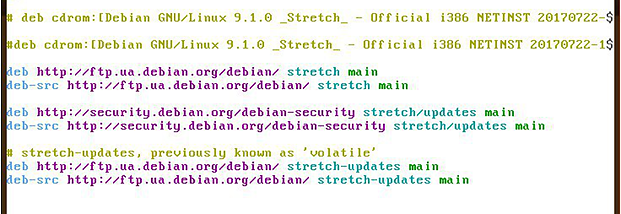 # deb cdrom:[Debian GNU/Linux 9.1.0 _Stretch_ - Official i386 NETINST 20170722-$
#deb cdrom:[Debian GNU/Linux 9.1.0 _Stretch_ - Official i386 NETINST 20170722-1$
deb http://ftp.ua.debian.org/debian/ stretch main
deb-src http://ftp.ua.debian.org/debian/ stretch main
deb http://security.debian.org/debian-security stretch/updates main
deb-src http://security.debian.org/debian-security stretch/updates main
# stretch-updates, previously known as 'volatile'
deb http://ftp.ua.debian.org/debian/ stretch-updates main
deb-src http://ftp.ua.debian.org/debian/ stretch-updates main